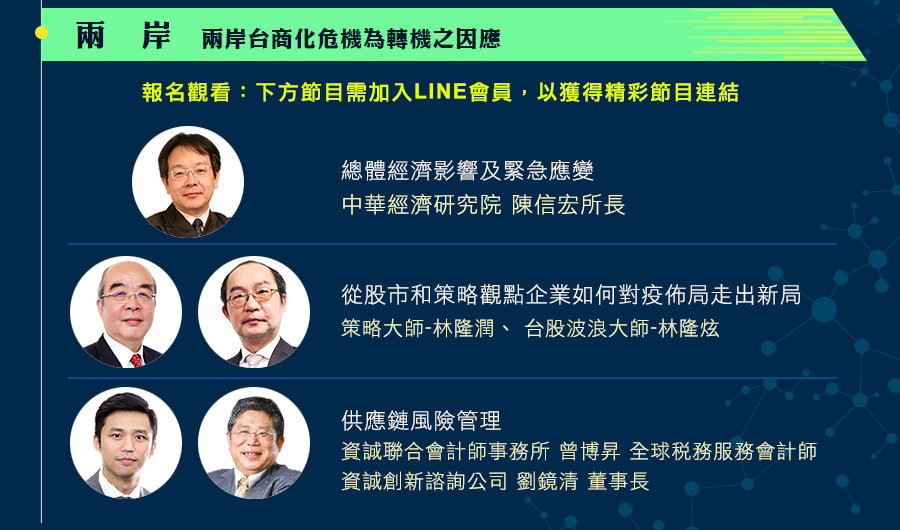 兩 岸 兩岸台商化危機為轉機之因應
報名觀看：下方節目需加入LINE會員，以獲得精彩節目連結
總體經濟影響及緊急應變
中華經濟研究院 陳信宏所長
從股市和策略觀點企業如何對疫佈局走出新局
策略大師-林隆潤、 台股波浪大師-林隆炫
供應鏈風險管理
資誠聯合會計師事務所 曾博昇 全球稅務服務會計師
資誠創新諮詢公司 劉鏡清 董事長